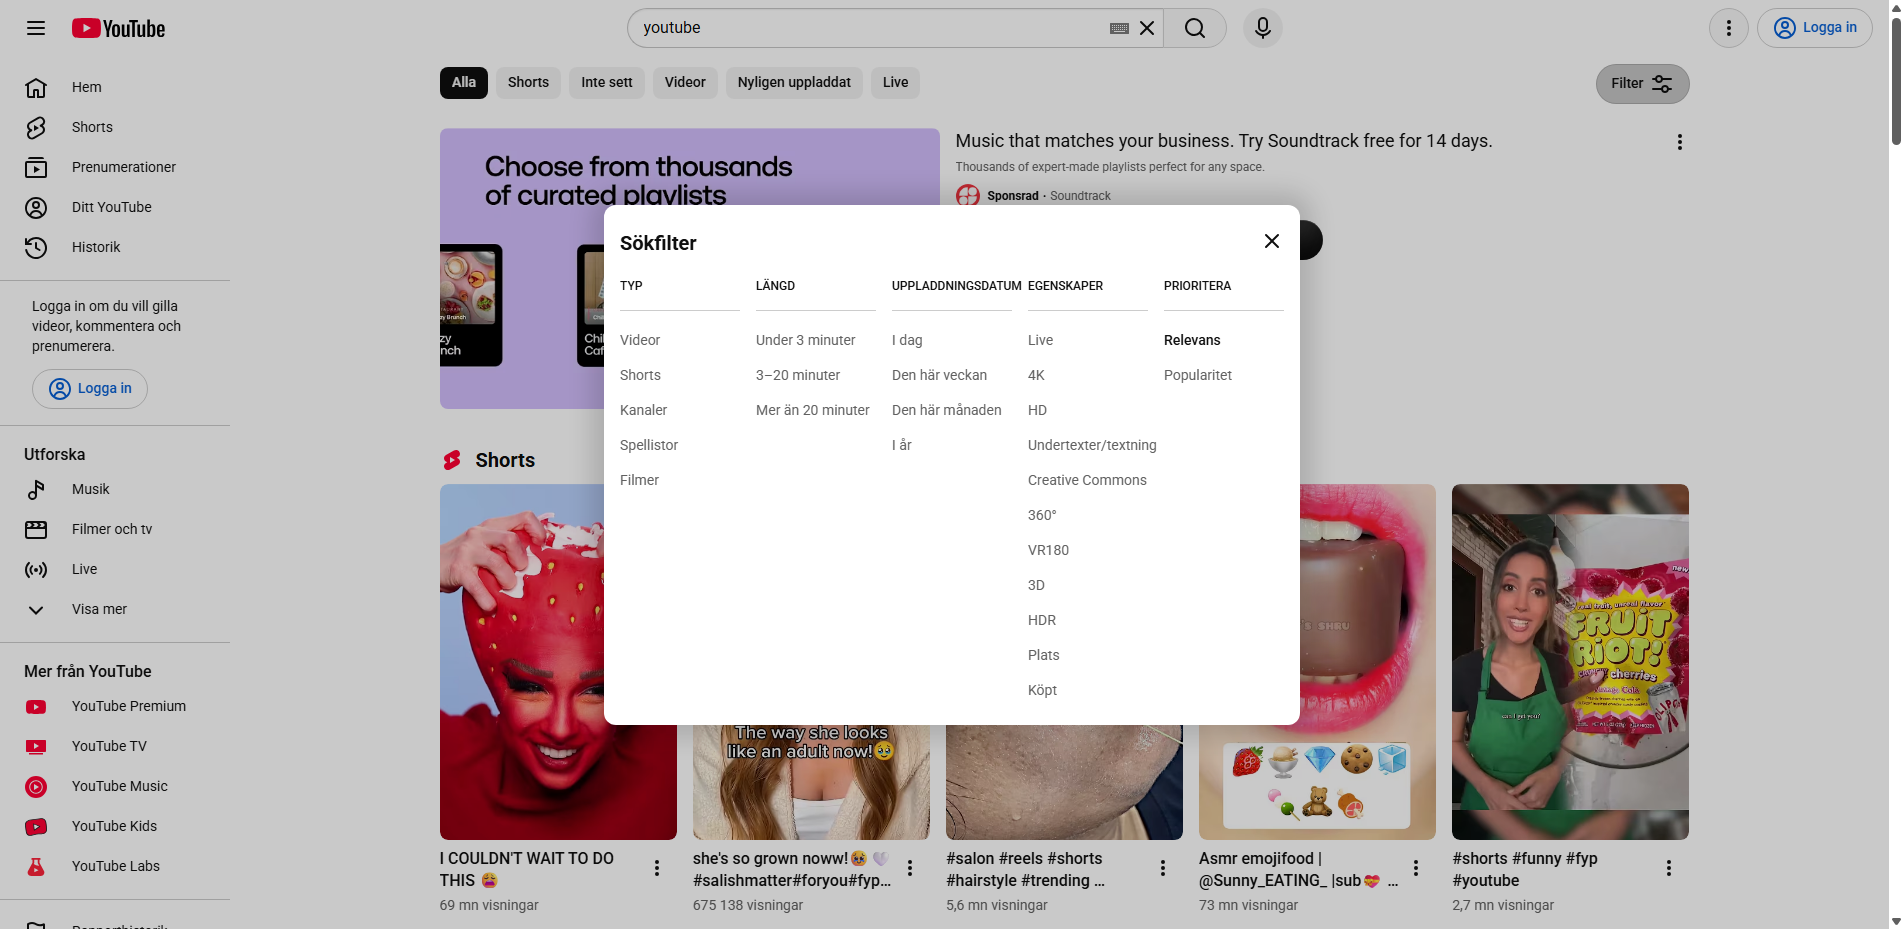 YouTube
youtube
Logga in
Hem
Shorts
Prenumerationer
Ditt YouTube
Historik
Logga in om du vill gilla
videor, kommentera och
prenumerera.
Logga in
Utforska
Musik
Filmer och tv
Live
Visa mer
Mer från YouTube
YouTube Premium
YouTube TV
YouTube Music
YouTube Kids
YouTube Labs
Alla
Shorts
Inte sett
Videor
Nyligen uppladdat
Live
Filter
Choose from thousands
of curated playlists
Music that matches your business. Try Soundtrack free for 14 days.
Thousands of expert-made playlists perfect for any space.
Sponsrad · Soundtrack
Sökfilter
TYP
Videor
Shorts
Kanaler
Spellistor
Filmer
LÄNGD
Under 3 minuter
3–20 minuter
Mer än 20 minuter
UPPLADDNINGSDATUM
I dag
Den här veckan
Den här månaden
I år
EGENSKAPER
Live
4K
HD
Undertexter/textning
Creative Commons
360°
VR180
3D
HDR
Plats
Köpt
PRIORITERA
Relevans
Popularitet
Shorts
The way she looks
like an adult now!🥹
new
real fruit, unreal flavor
FRUIT
RIOT!
cherries
I COULDN'T WAIT TO DO
THIS 😩
69 mn visningar
she's so grown noww!🥹 🤍
#salishmatter#foryou#fyp…
675 138 visningar
#salon #reels #shorts
#hairstyle #trending …
5,6 mn visningar
Asmr emojifood |
@Sunny_EATING_ |sub💝 …
73 mn visningar
#shorts #funny #fyp
#youtube
2,7 mn visningar